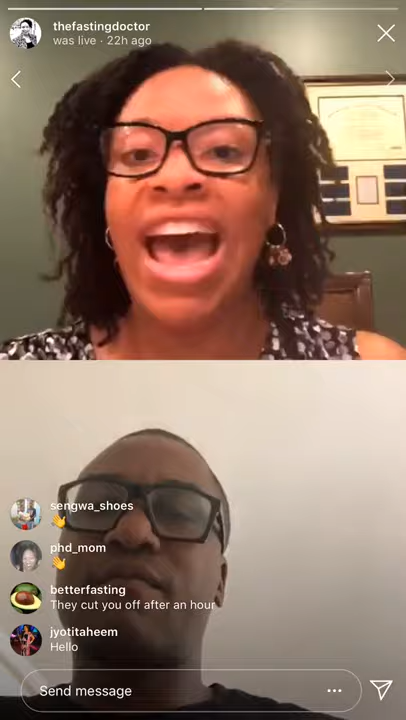 thefastingdoctor
was live · 22h ago
sengwa_shoes
👋
phd_mom
👋
betterfasting
They cut you off after an hour
jyotitaheem
Hello
Send message